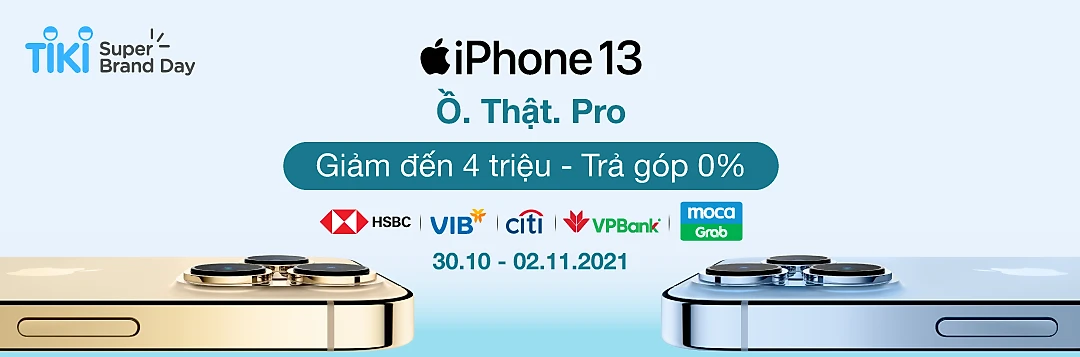 TIKI Super
Brand Day
iPhone 13
Ồ. Thật. Pro
Giảm đến 4 triệu - Trả góp 0%
HSBC | VIB | citi | VPBank | moca
Grab
30.10 - 02.11.2021